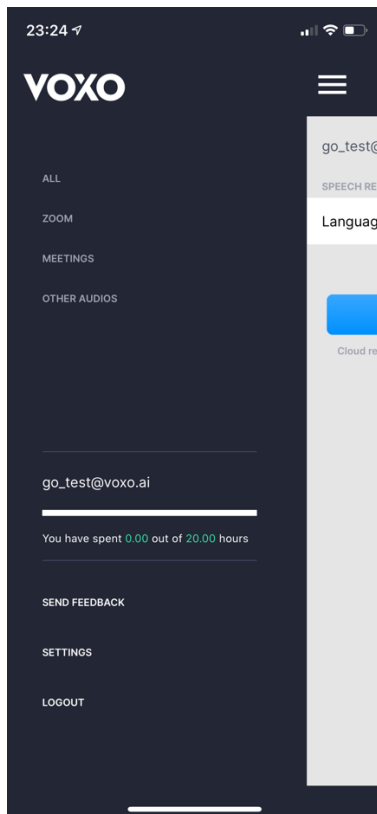 23:24
VOXO
go_test@
ALL
SPEECH RE
ZOOM
Languag
MEETINGS
OTHER AUDIOS
Cloud re
go_test@voxo.ai
You have spent 0.00 out of 20.00 hours
SEND FEEDBACK
SETTINGS
LOGOUT